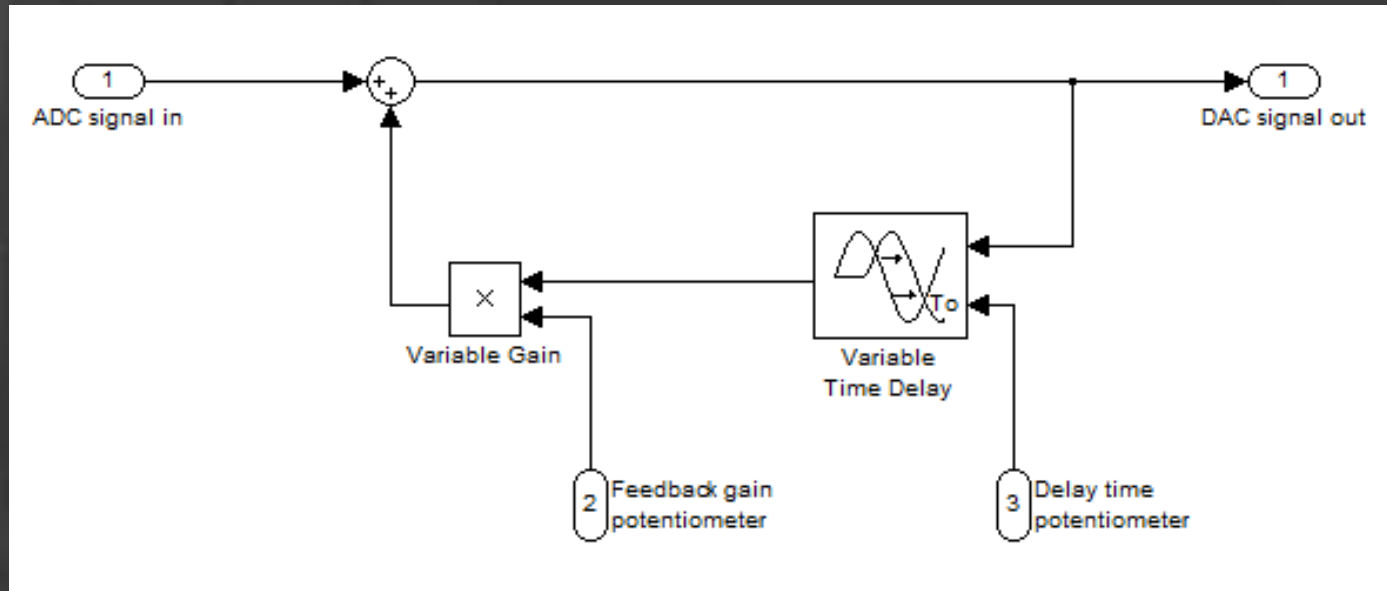 1
ADC signal in
+
+
1
DAC signal out
To
×
Variable Gain
Variable
Time Delay
2
Feedback gain
potentiometer
3
Delay time
potentiometer